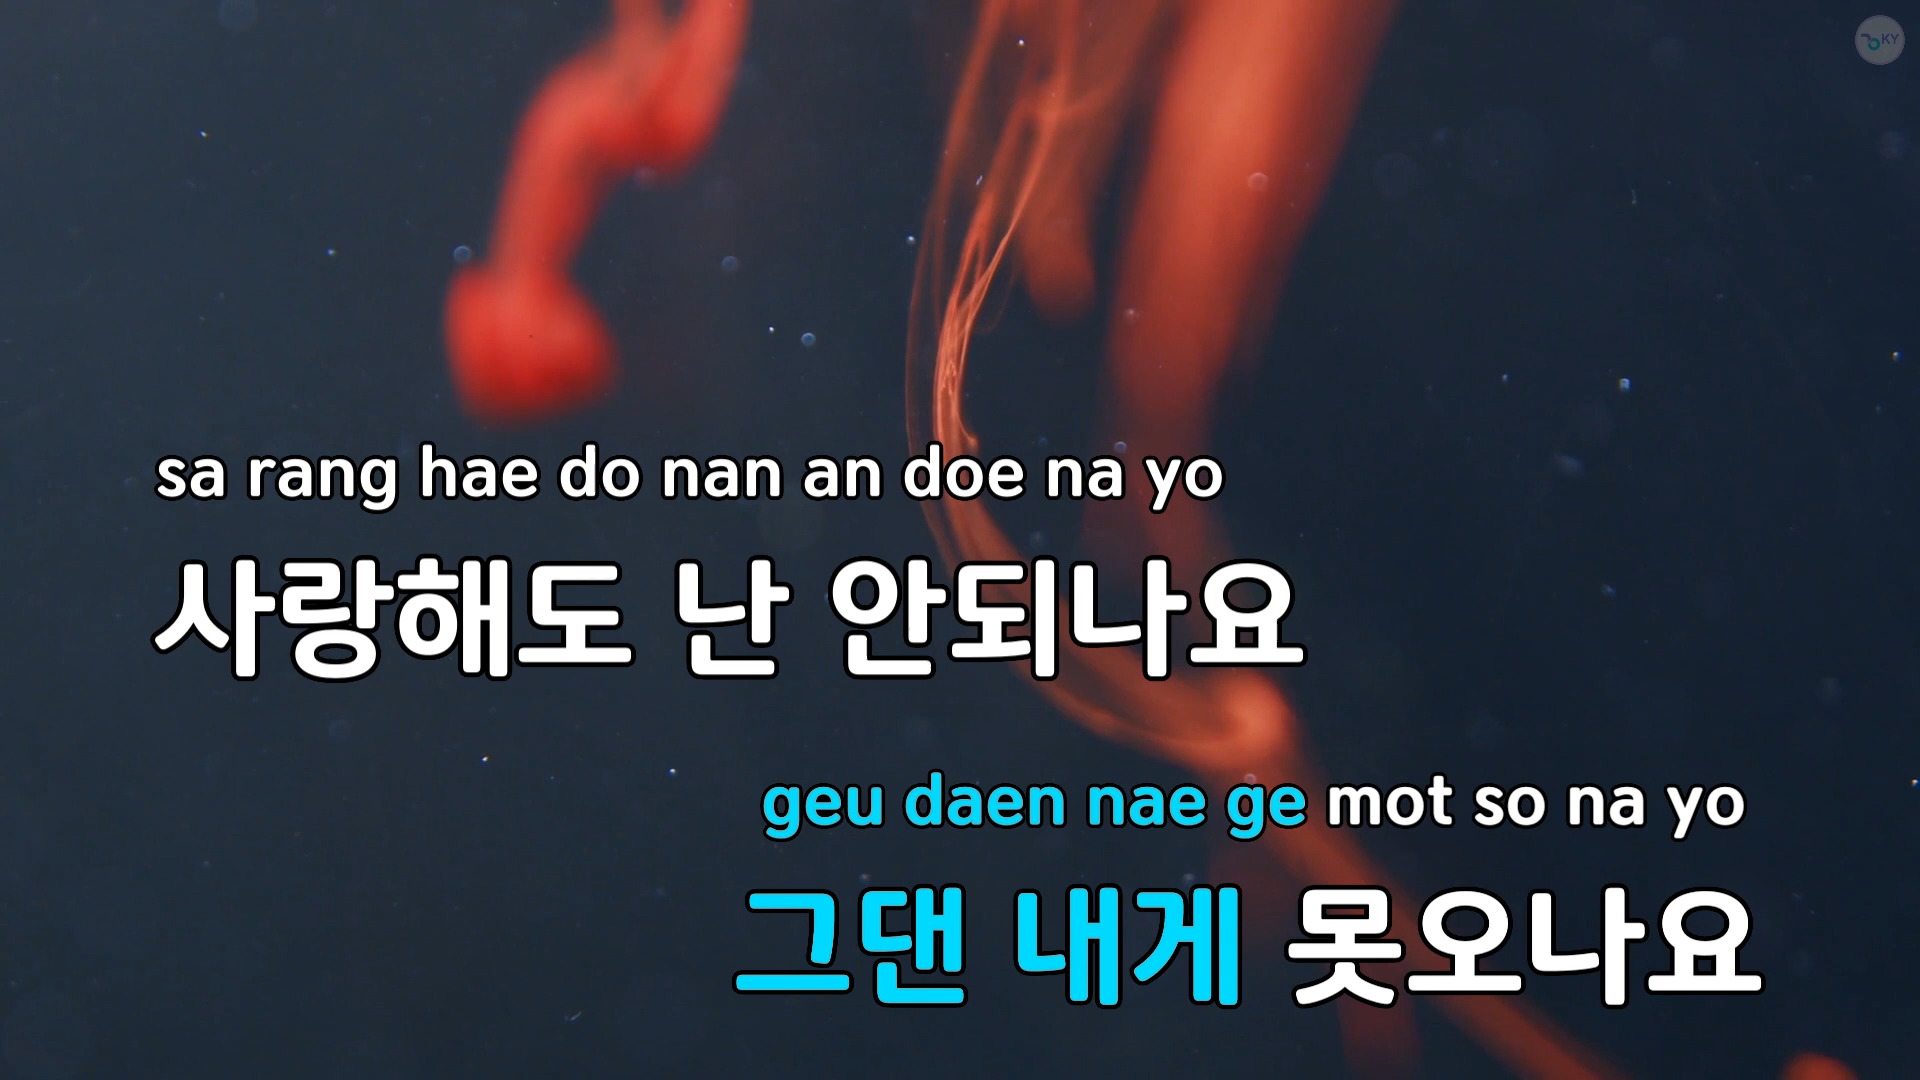 KY
sa rang hae do nan an doe na yo
사랑해도 난 안되나요
geu daen nae ge mot so na yo
그댄 내게 못오나요